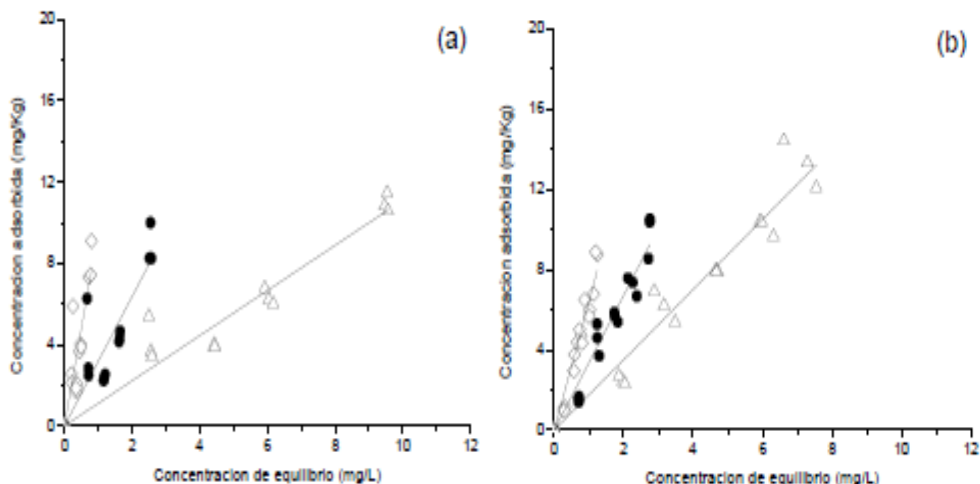 (a)
20
16
12
8
4
0
Concentracion adsorbida (mg/Kg)
0 2 4 6 8 10 12
Concentracion de equilibrio (mg/L)
(b)
20
16
12
8
4
0
Concentracion adsorbida (mg/Kg)
0 2 4 6 8 10 12
Concentracion de equilibrio (mg/L)